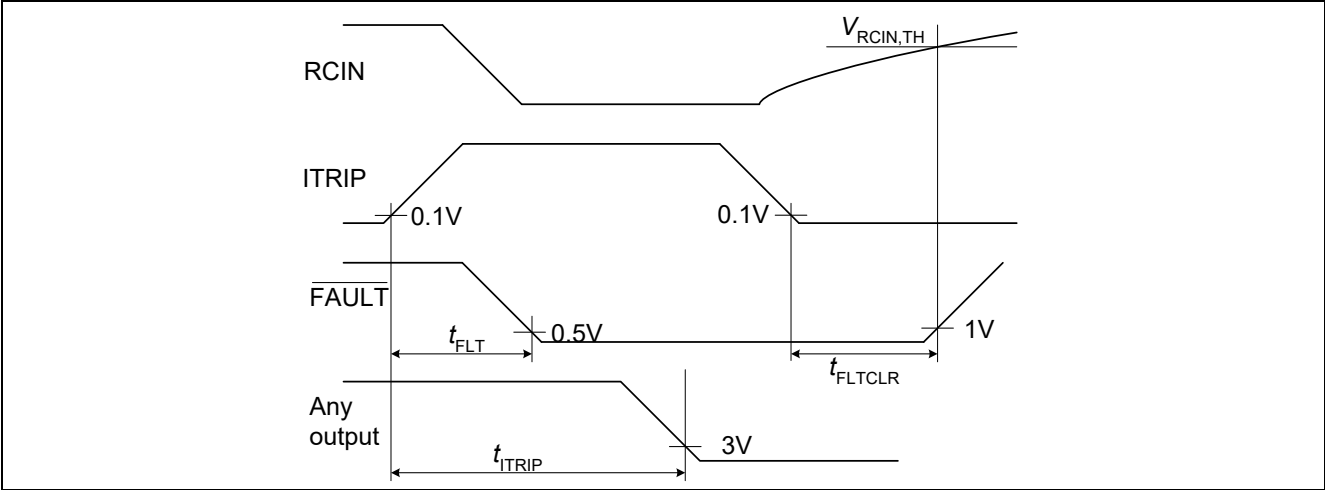 V_RCIN,TH
RCIN
ITRIP
0.1V
0.1V
FAULT
0.5V
1V
t_FLT
t_FLTCLR
Any
output
3V
t_ITRIP